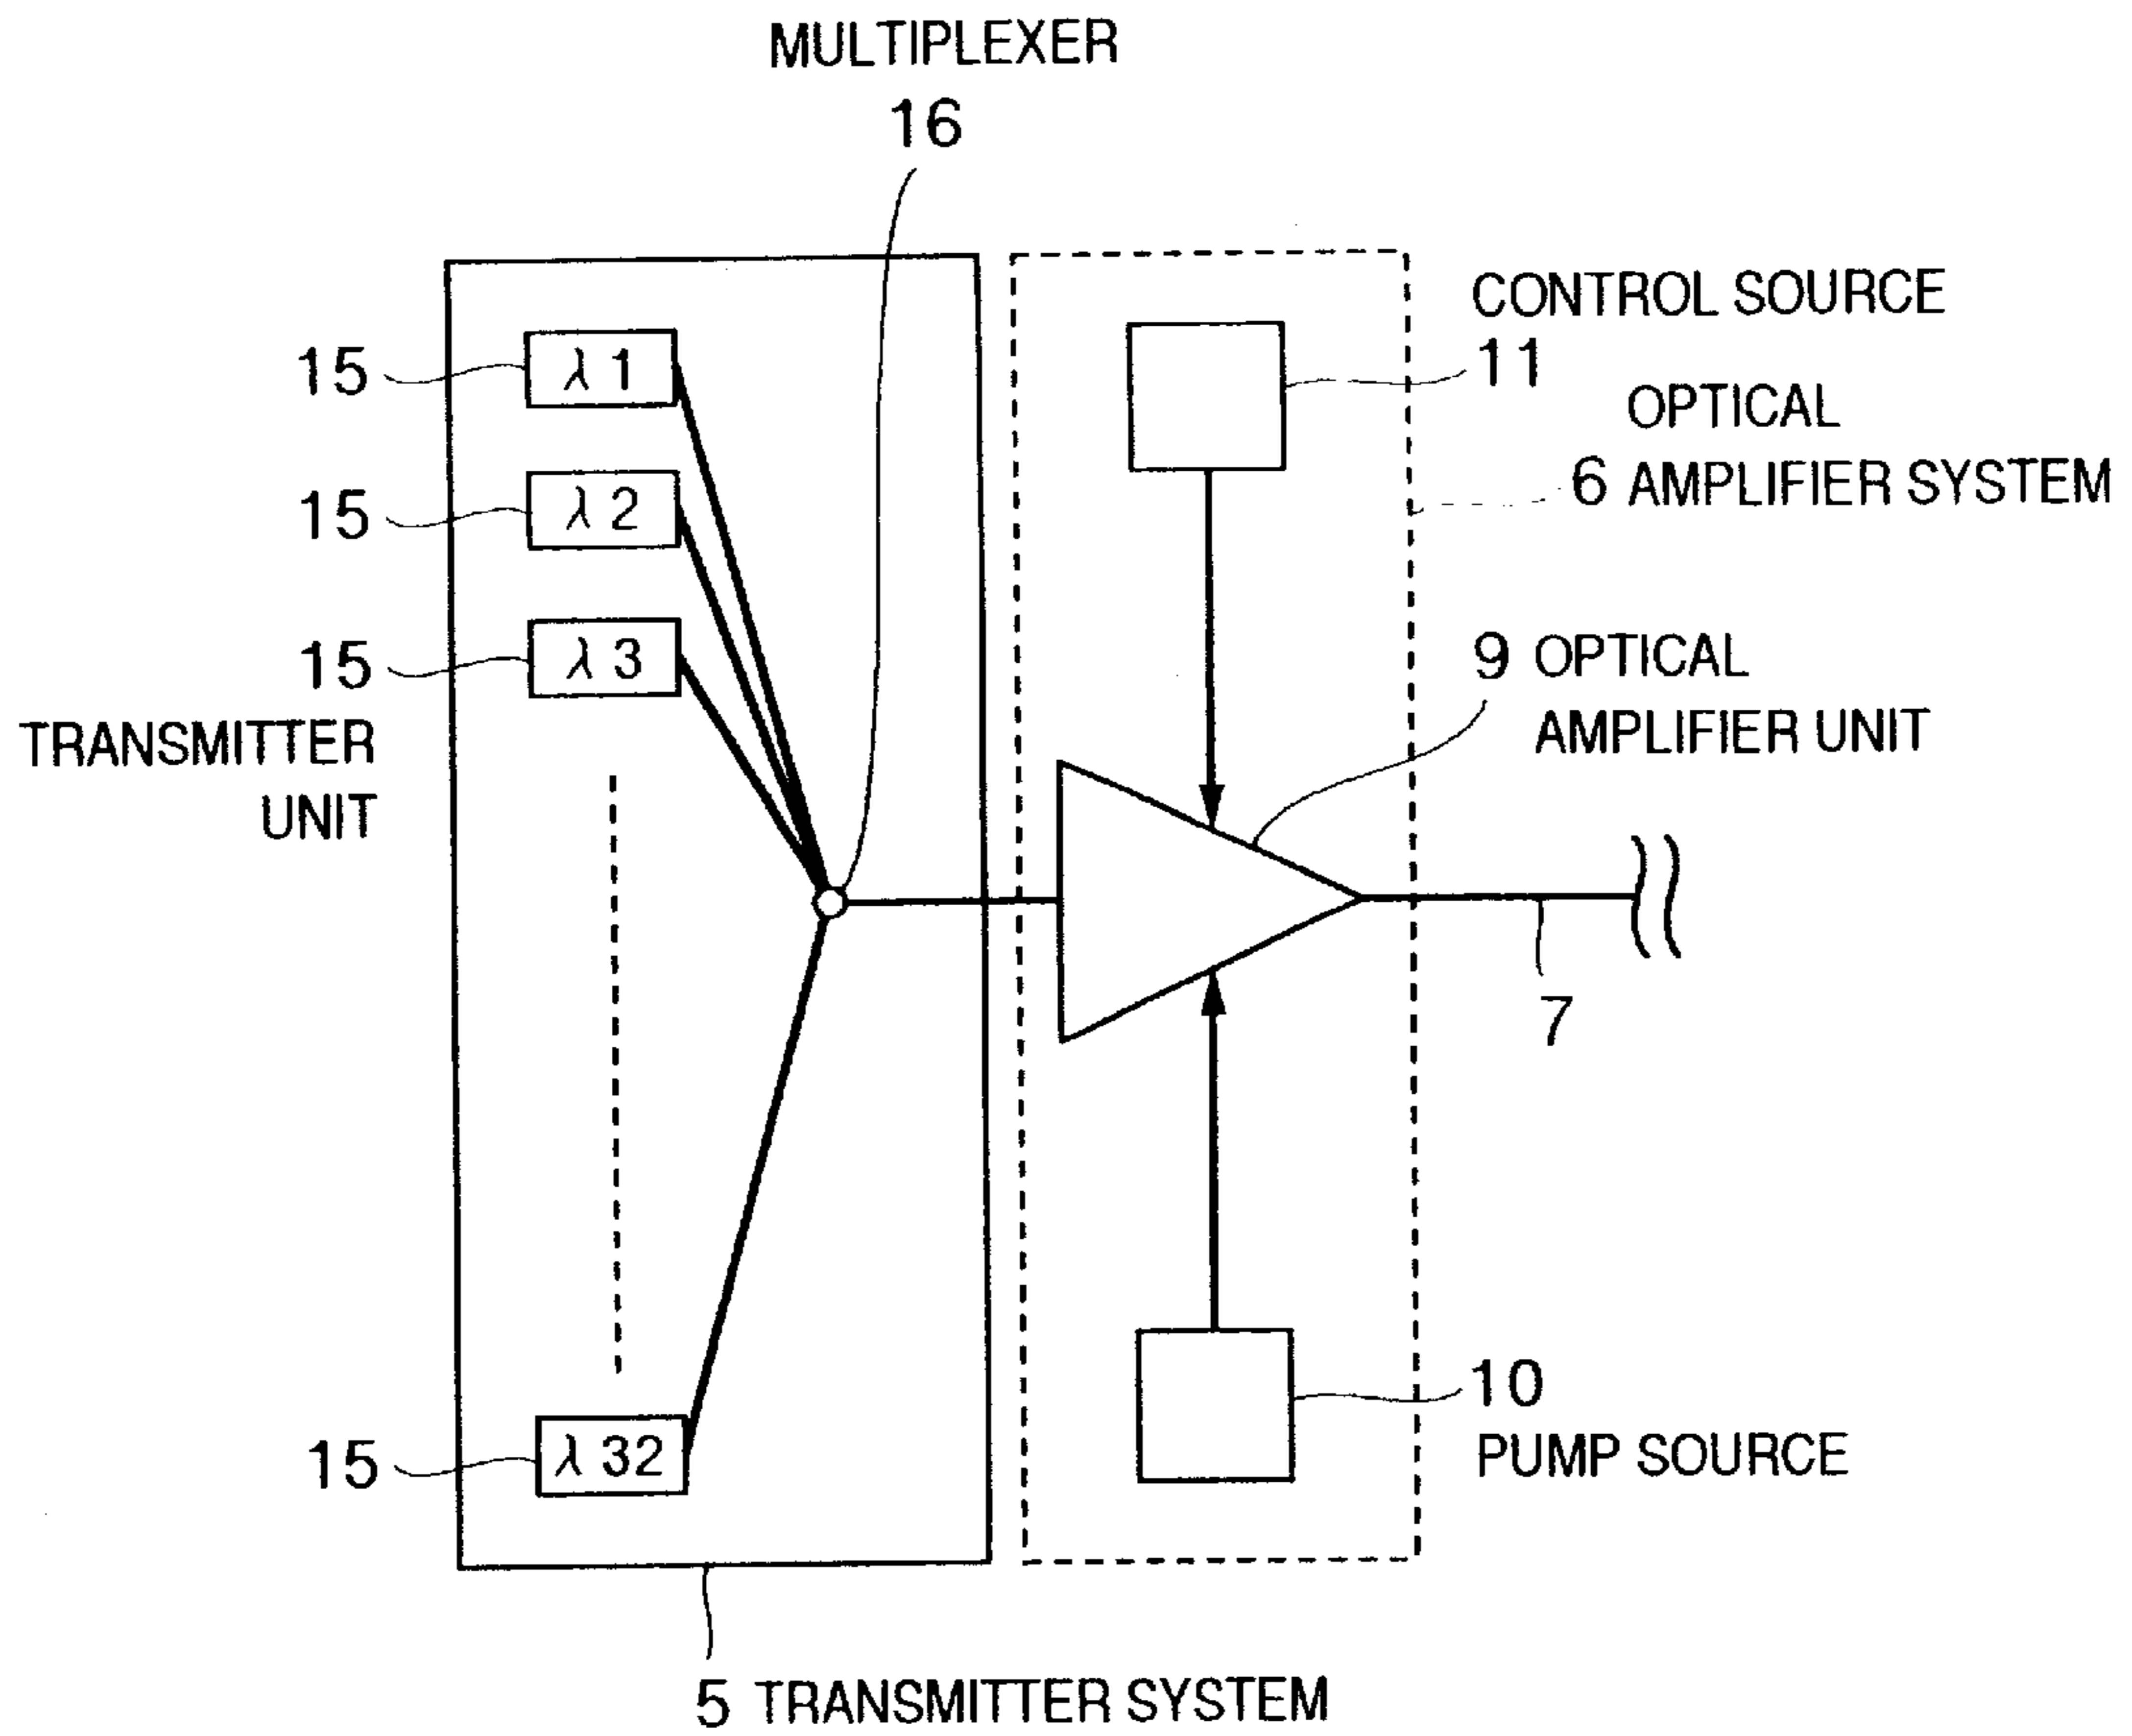 MULTIPLEXER
16
CONTROL SOURCE
11
OPTICAL
6 AMPLIFIER SYSTEM
15
λ 1
15
λ 2
15
λ 3
TRANSMITTER
UNIT
9 OPTICAL
AMPLIFIER UNIT
7
15
λ 32
10
PUMP SOURCE
5 TRANSMITTER SYSTEM